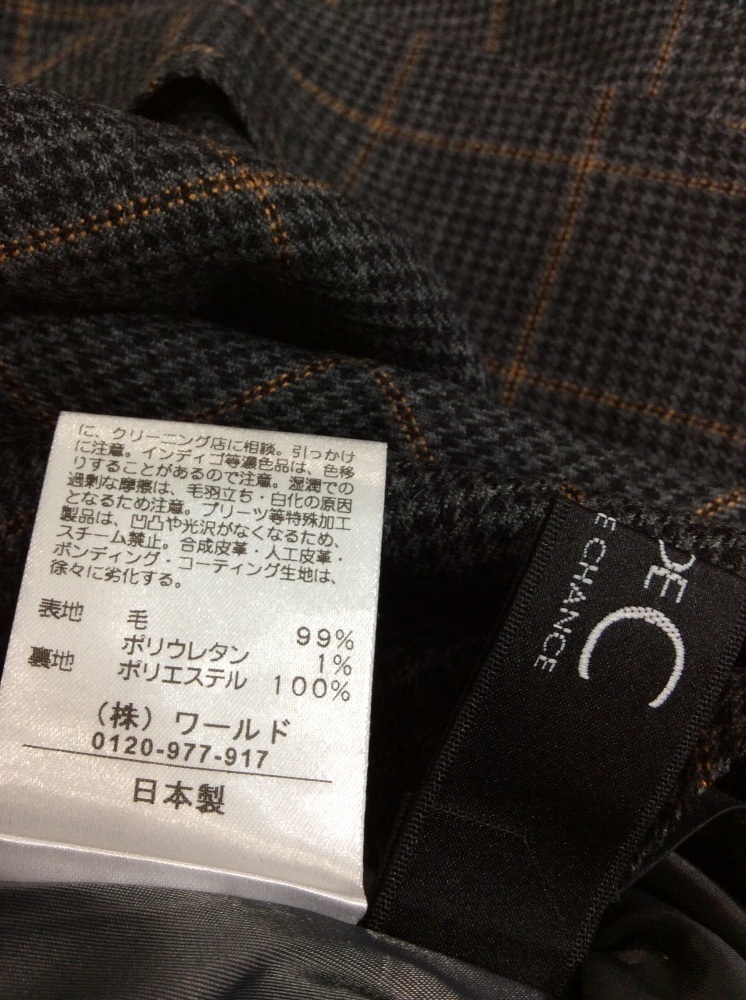 に、クリーニング店に相談。引っかけ
に注意。インディゴ等濃色品は、色移
りすることがあるので注意。湿潤での
過剰な摩擦は、毛羽立ち・白化の原因
となるため注意。プリーツ等特殊加工
製品は、凹凸や光沢がなくなるため、
スチーム禁止。合成皮革・人工皮革・
ボンディング・コーティング生地は、
徐々に劣化する。
表地 毛 99%
ポリウレタン 1%
裏地 ポリエステル 100%
(株) ワールド
0120-977-917
日本製
DE C
E CHANCE